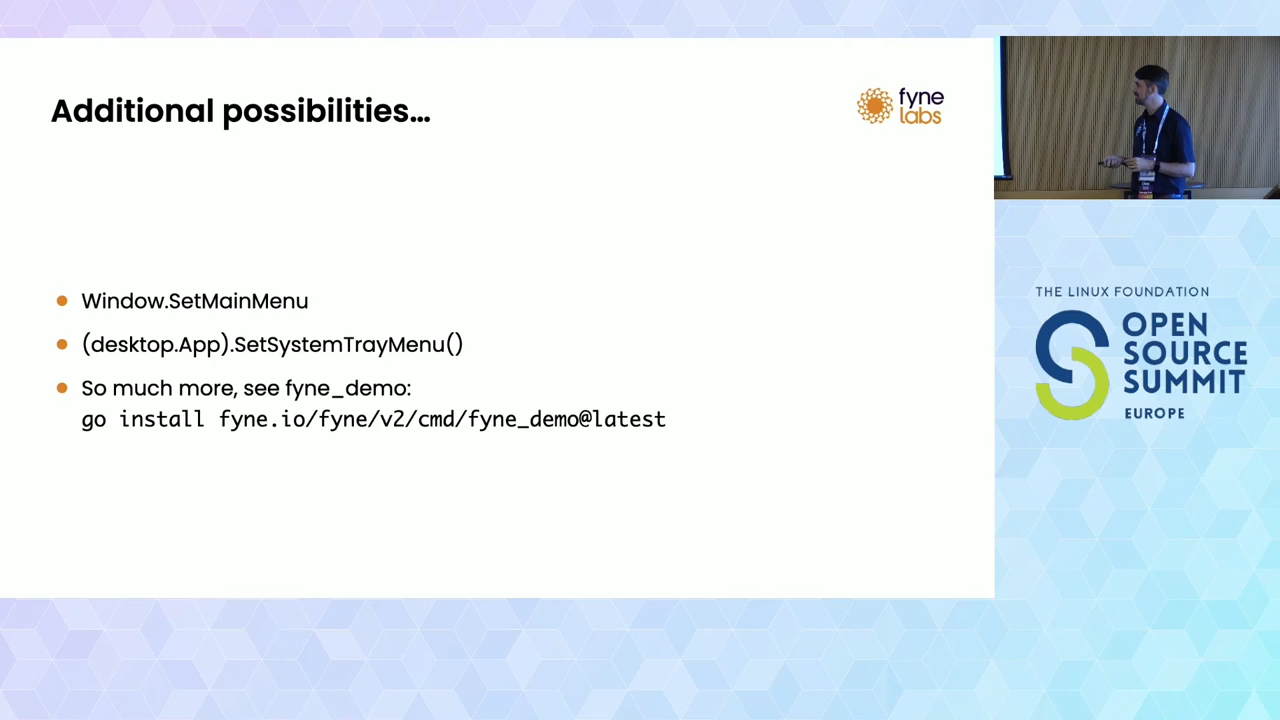 Additional possibilities...
fyne
labs
Window.SetMainMenu
(desktop.App).SetSystemTrayMenu()
So much more, see fyne_demo:
go install fyne.io/fyne/v2/cmd/fyne_demo@latest
THE LINUX FOUNDATION
OPEN
SOURCE
SUMMIT
EUROPE